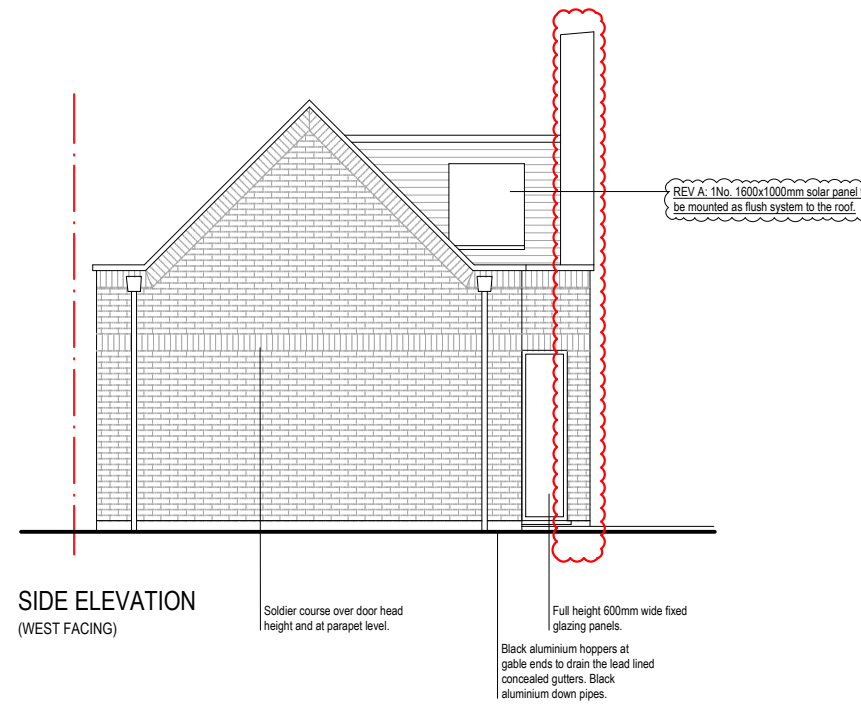 REV A: 1No. 1600x1000mm solar panel
be mounted as flush system to the roof.
SIDE ELEVATION
(WEST FACING)
Soldier course over door head
height and at parapet level.
Full height 600mm wide fixed
glazing panels.
Black aluminium hoppers at
gable ends to drain the lead lined
concealed gutters. Black
aluminium down pipes.